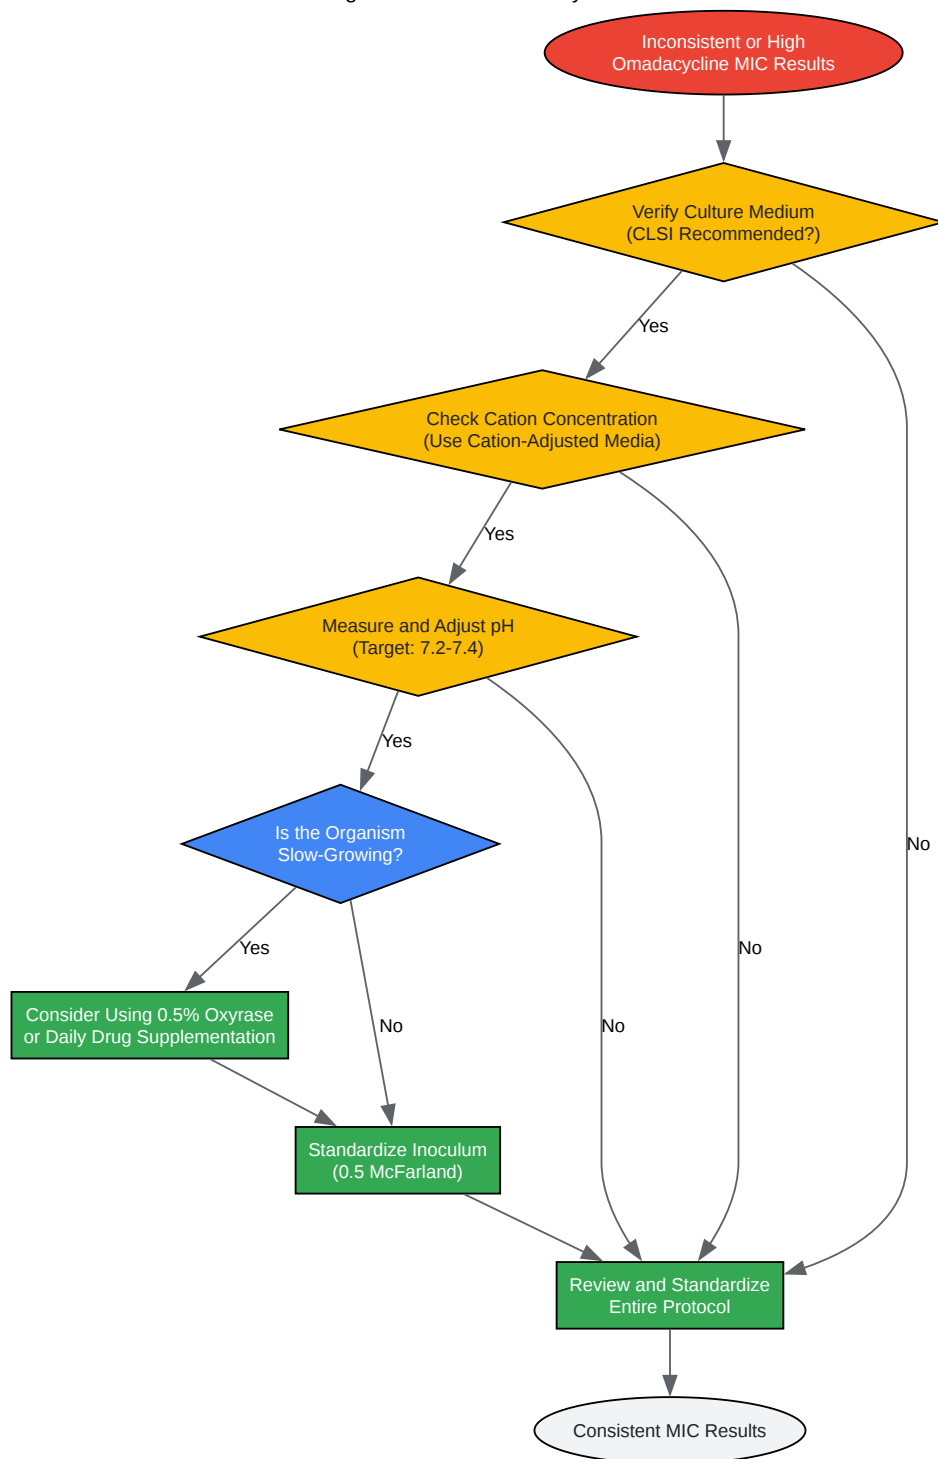 Inconsistent or High
Omadacycline MIC Results
Verify Culture Medium
(CLSI Recommended?)
Yes
Check Cation Concentration
(Use Cation-Adjusted Media)
Yes
Measure and Adjust pH
(Target: 7.2-7.4)
Yes
Is the Organism
Slow-Growing?
No
Yes
No
Consider Using 0.5% Oxyrase
or Daily Drug Supplementation
No
No
Standardize Inoculum
(0.5 McFarland)
Review and Standardize
Entire Protocol
Consistent MIC Results